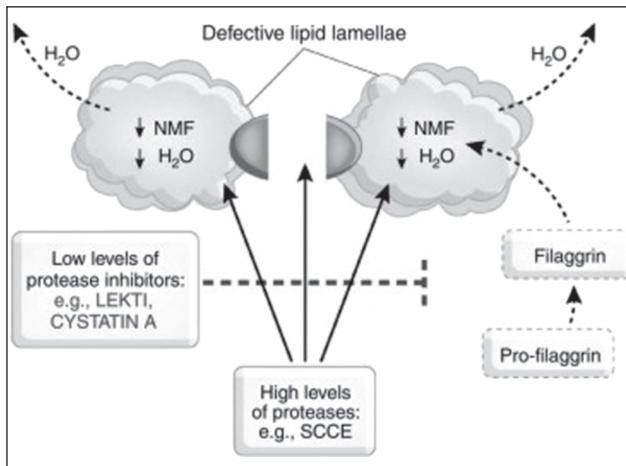 Defective lipid lamellae
H₂O
H₂O
↓ NMF
↓ H₂O
↓ NMF
↓ H₂O
Low levels of
protease inhibitors:
e.g., LEKTI,
CYSTATIN A
Filaggrin
Pro-filaggrin
High levels
of proteases:
e.g., SCCE